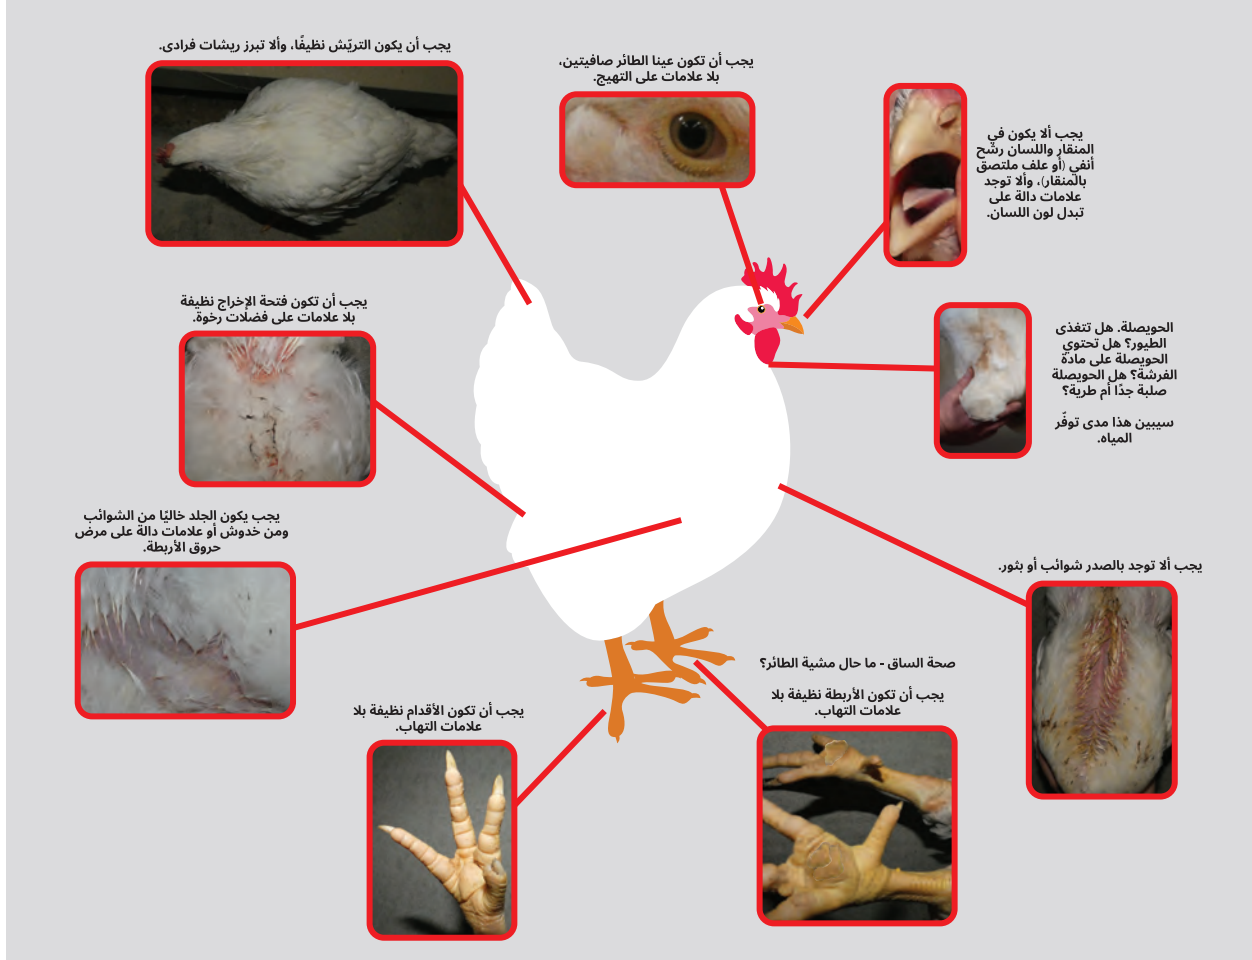 يجب أن يكون التريّش نظيفًا، وألا تبرز ريشات فرادى.
يجب أن تكون عينا الطائر صافيتين،
بلا علامات على التهيج.
يجب ألا يكون في
المنقار واللسان رشح
أنفي (أو علف ملتصق
بالمنقار)، وألا توجد
علامات دالة على
تبدل لون اللسان.
يجب أن تكون فتحة الإخراج نظيفة
بلا علامات على فضلات رخوة.
الحويصلة. هل تتغذى
الطيور؟ هل تحتوي
الحويصلة على مادة
الفرشة؟ هل الحويصلة
صلبة جدًا أم طرية؟
سيبين هذا مدى توفّر
المياه.
يجب يكون الجلد خاليًا من الشوائب
ومن خدوش أو علامات دالة على مرض
حروق الأربطة.
يجب ألا توجد بالصدر شوائب أو بثور.
صحة الساق - ما حال مشية الطائر؟
يجب أن تكون الأربطة نظيفة بلا
علامات التهاب.
يجب أن تكون الأقدام نظيفة بلا
علامات التهاب.